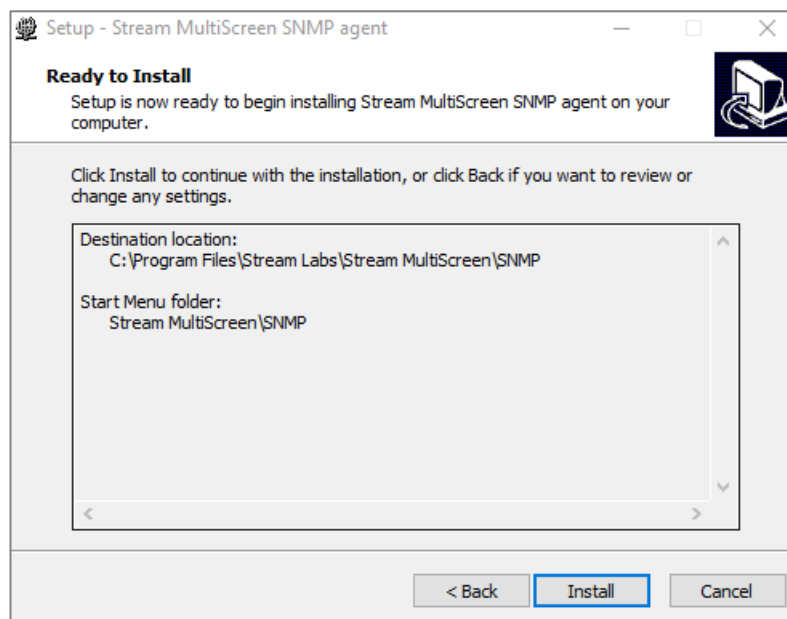 Setup - Stream MultiScreen SNMP agent
Ready to Install
Setup is now ready to begin installing Stream MultiScreen SNMP agent on your
computer.
Click Install to continue with the installation, or click Back if you want to review or
change any settings.
Destination location:
C:\Program Files\Stream Labs\Stream MultiScreen\SNMP
Start Menu folder:
Stream MultiScreen\SNMP
< Back Install Cancel